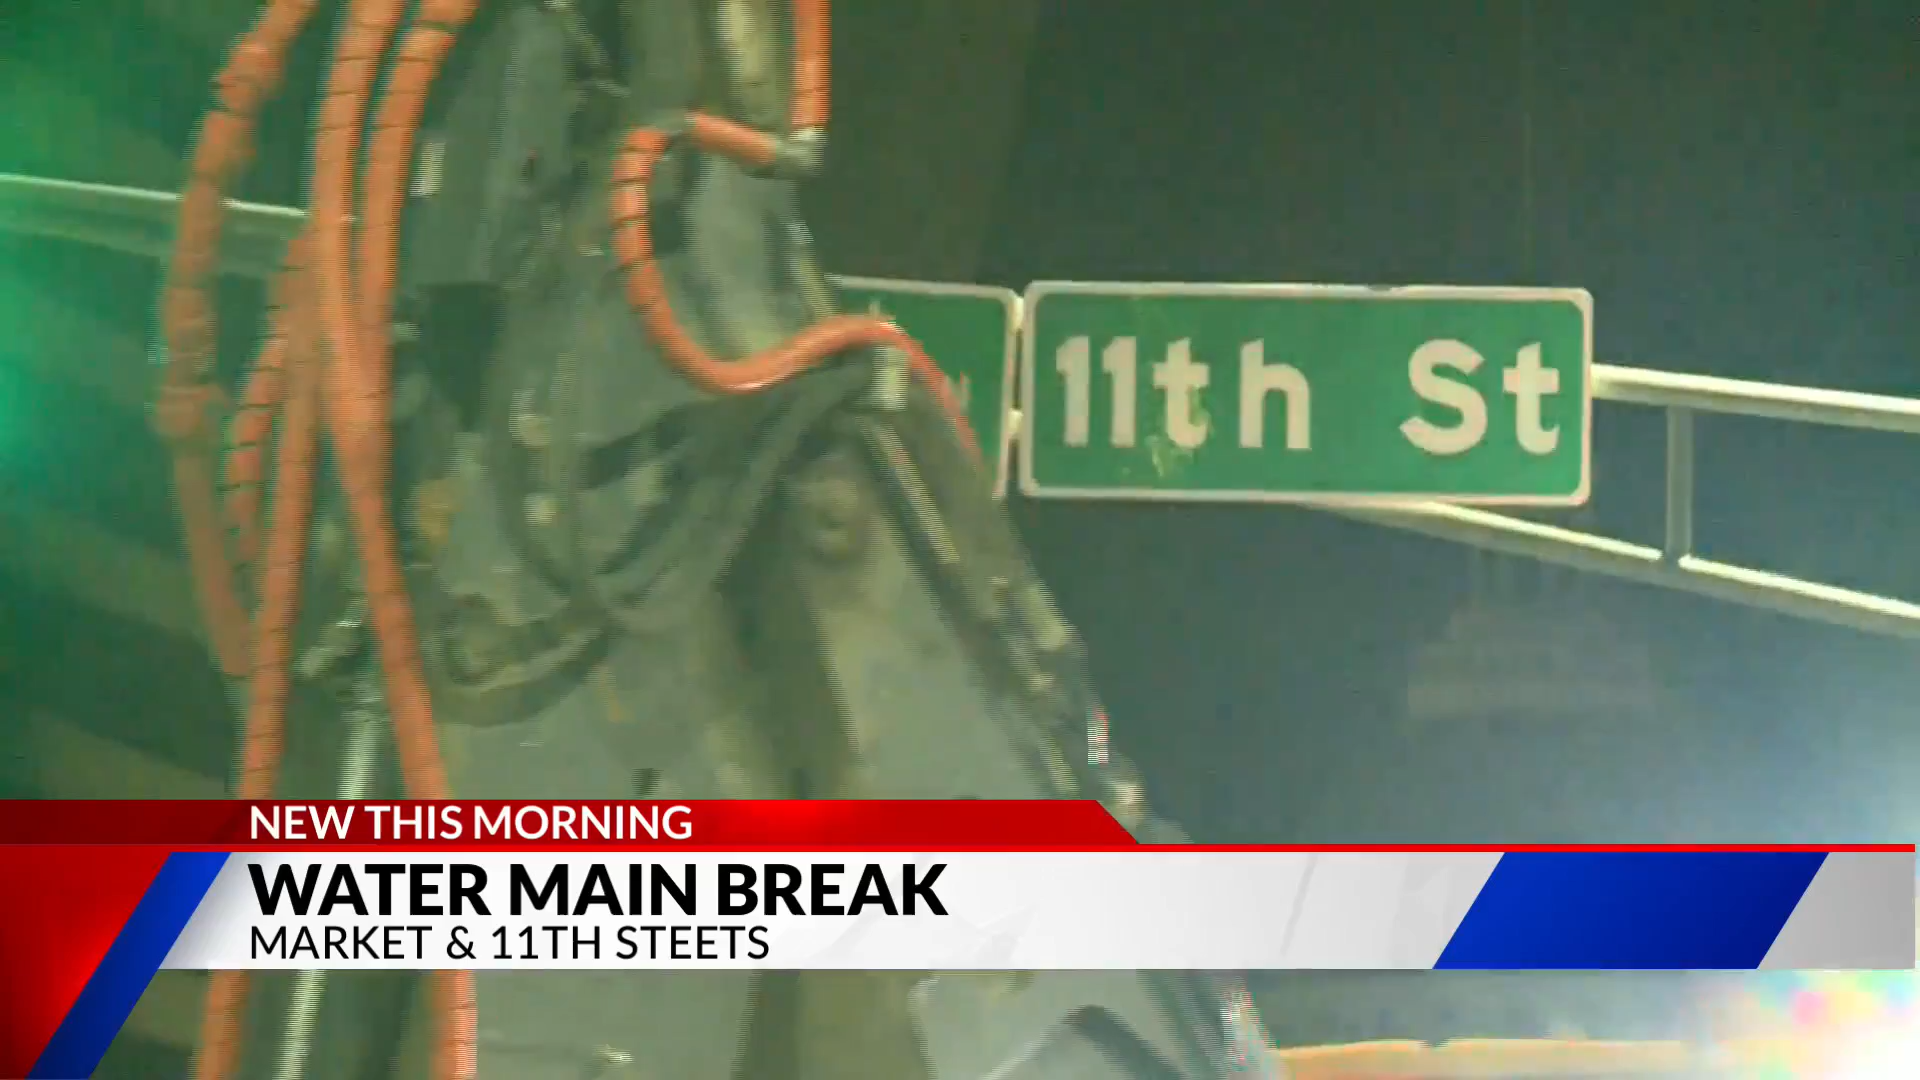 11th St
NEW THIS MORNING
WATER MAIN BREAK
MARKET & 11TH STEETS